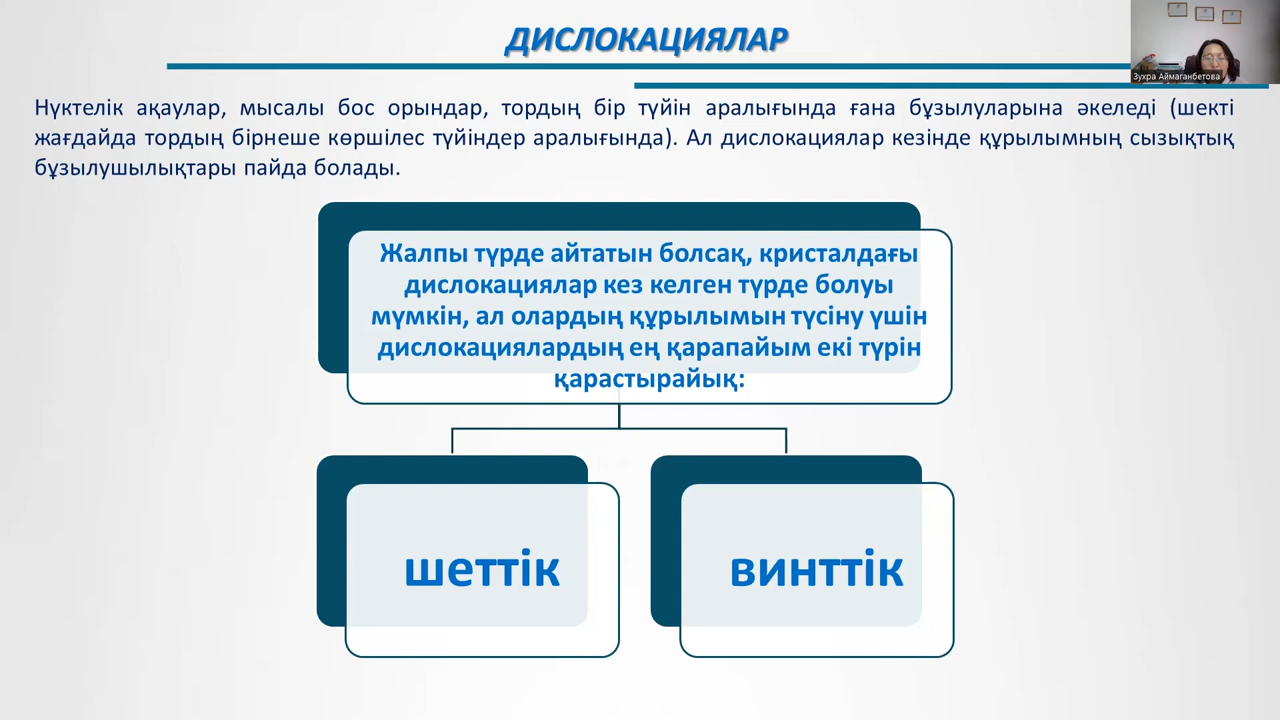 ДИСЛОКАЦИЯЛАР
Зухра Аймаганбетова
Нүктелік ақаулар, мысалы бос орындар, тордың бір түйін аралығында ғана бұзылуларына әкеледі (шекті
жағдайда тордың бірнеше көршілес түйіндер аралығында). Ал дислокациялар кезінде құрылымның сызықтық
бұзылушылықтары пайда болады.
Жалпы түрде айтатын болсақ, кристалдағы
дислокациялар кез келген түрде болуы
мүмкін, ал олардың құрылымын түсіну үшін
дислокациялардың ең қарапайым екі түрін
қарастырайық:
шеттік
винттік